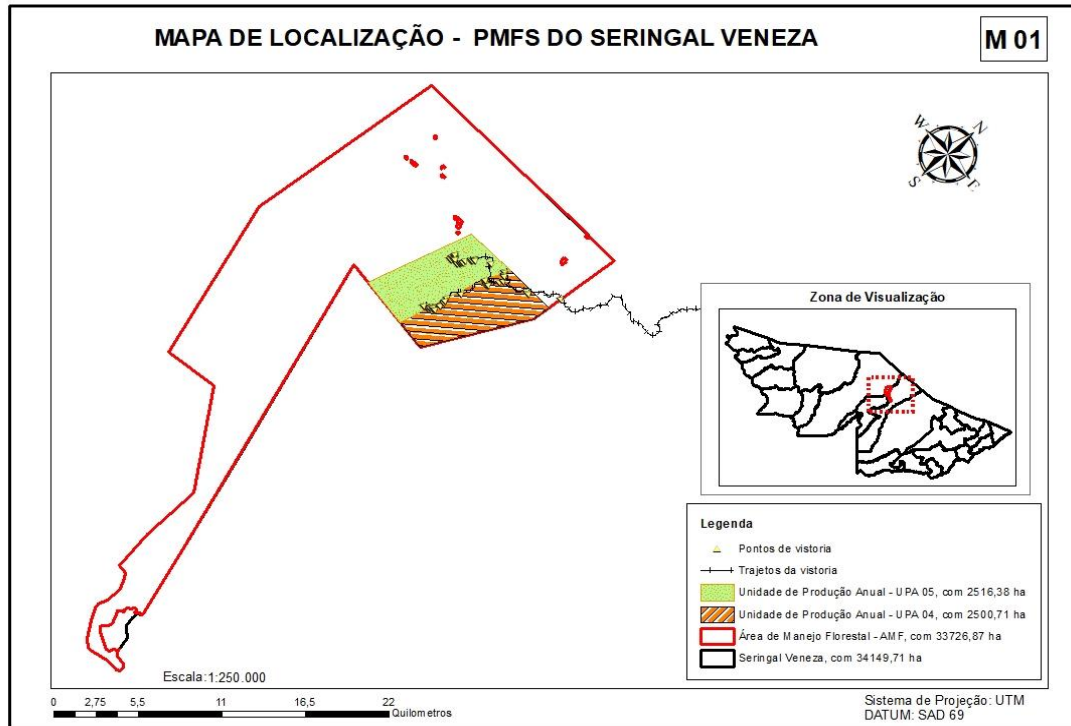 MAPA DE LOCALIZAÇÃO - PMFS DO SERINGAL VENEZA
M 01
W
N
S
E
Zona de Visualização
Legenda
Pontos de vistoria
Trajetos da vistoria
Unidade de Produção Anual - UPA 05, com 2516,38 ha
Unidade de Produção Anual - UPA 04, com 2500,71 ha
Área de Manejo Florestal - AMF, com 33726,87 ha
Seringal Veneza, com 34149,71 ha
Escala:1:250.000
0 2,75 5,5 11 16,5 22
Quilometros
Sistema de Projeção: UTM
DATUM: SAD 69